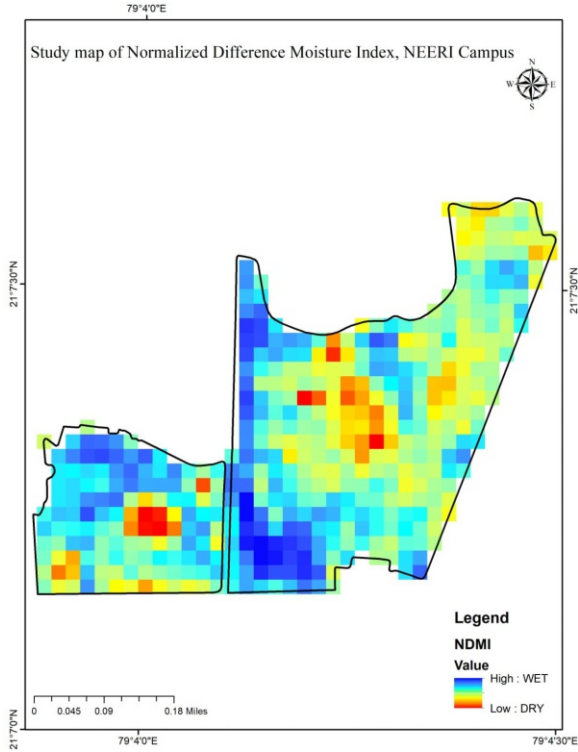 79°4'0"E
Study map of Normalized Difference Moisture Index, NEERI Campus
N
W E
S
21°7'30"N
21°7'30"N
Legend
NDMI
Value
High : WET
Low : DRY
0 0.045 0.09 0.18 Miles
21°7'0"N
79°4'0"E
79°4'30"E